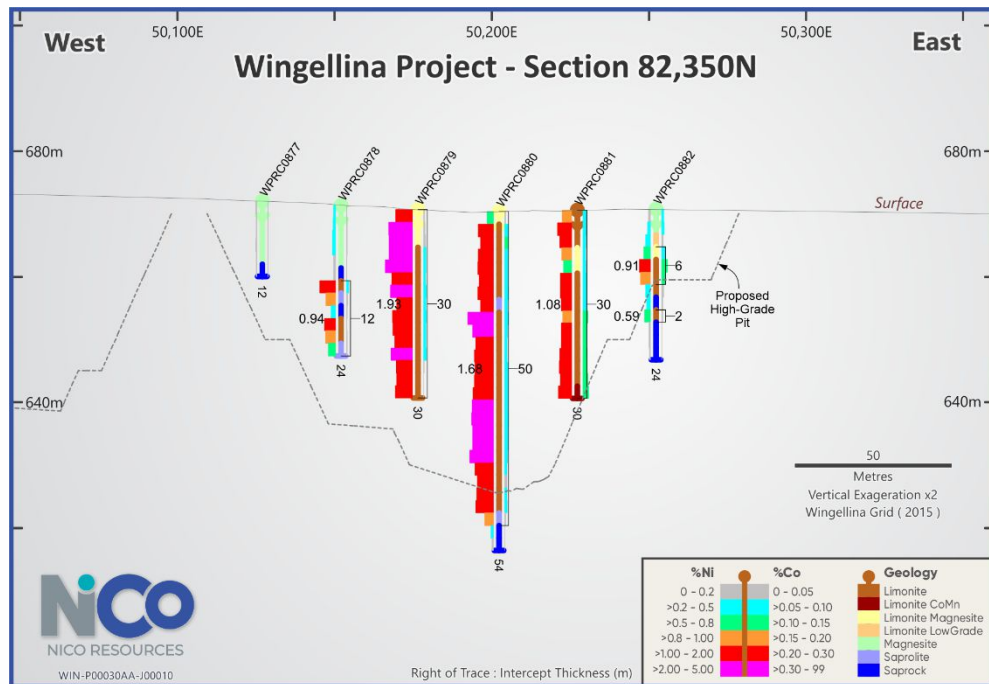 West
50,100E
50,200E
50,300E
East
Wingellina Project - Section 82,350N
680m
680m
WPRC0877
WPRC0878
WPRC0879
WPRC0880
WPRC0881
WPRC0882
Surface
0.91
6
1.93
30
1.08
30
Proposed
High-Grade
Pit
12
0.94
12
0.59
2
1.68
50
24
24
640m
30
30
640m
50
Metres
Vertical Exageration x2
Wingellina Grid ( 2015 )
54
NiCo
NICO RESOURCES
WIN-P00030AA-J00010
Right of Trace : Intercept Thickness (m)
%Ni %Co Geology
0 - 0.2 0 - 0.05 Limonite
>0.2 - 0.5 >0.05 - 0.10 Limonite CoMn
>0.5 - 0.8 >0.10 - 0.15 Limonite Magnesite
>0.8 - 1.00 >0.15 - 0.20 Limonite LowGrade
>1.00 - 2.00 >0.20 - 0.30 Magnesite
>2.00 - 5.00 >0.30 - 99 Saprolite
Saprock